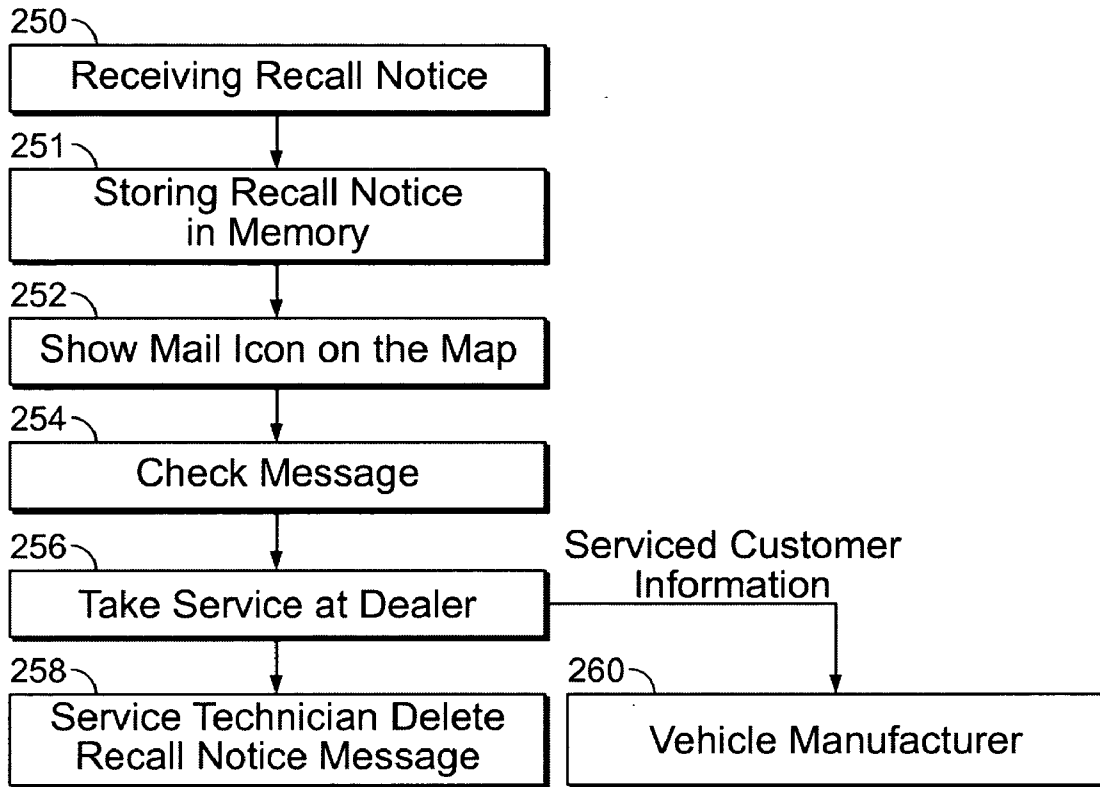 250
Receiving Recall Notice
251
Storing Recall Notice
in Memory
252
Show Mail Icon on the Map
254
Check Message
256
Take Service at Dealer
Serviced Customer
Information
258
Service Technician Delete
Recall Notice Message
260
Vehicle Manufacturer